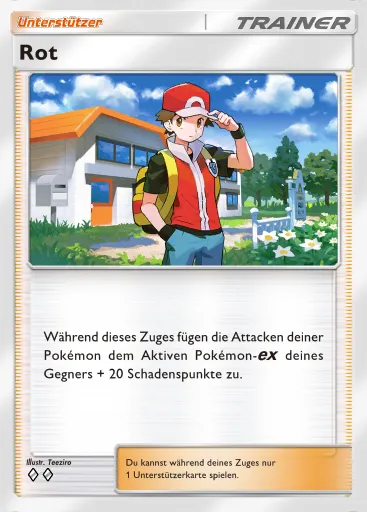 Unterstützer
TRAINER
Rot
Während dieses Zuges fügen die Attacken deiner
Pokémon dem Aktiven Pokémon-ex deines
Gegners + 20 Schadenspunkte zu.
Illustr. Teeziro
Du kannst während deines Zuges nur
1 Unterstützerkarte spielen.